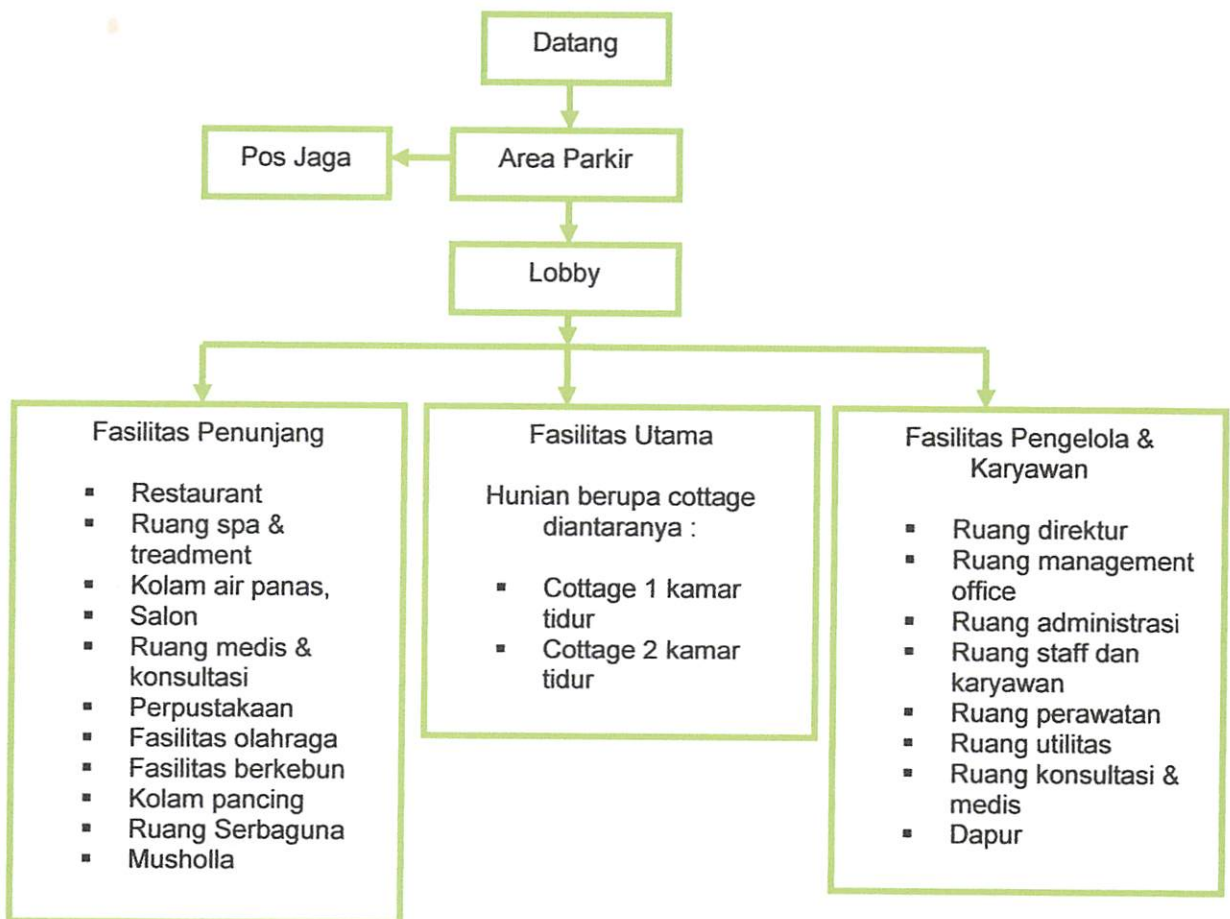 Datang
Pos Jaga
Area Parkir
Lobby
Fasilitas Penunjang
▪ Restaurant
▪ Ruang spa &
treadment
▪ Kolam air panas,
▪ Salon
▪ Ruang medis &
konsultasi
▪ Perpustakaan
▪ Fasilitas olahraga
▪ Fasilitas berkebun
▪ Kolam pancing
▪ Ruang Serbaguna
▪ Musholla
Fasilitas Utama
Hunian berupa cottage
diantaranya :
▪ Cottage 1 kamar
tidur
▪ Cottage 2 kamar
tidur
Fasilitas Pengelola &
Karyawan
▪ Ruang direktur
▪ Ruang management
office
▪ Ruang administrasi
▪ Ruang staff dan
karyawan
▪ Ruang perawatan
▪ Ruang utilitas
▪ Ruang konsultasi &
medis
▪ Dapur